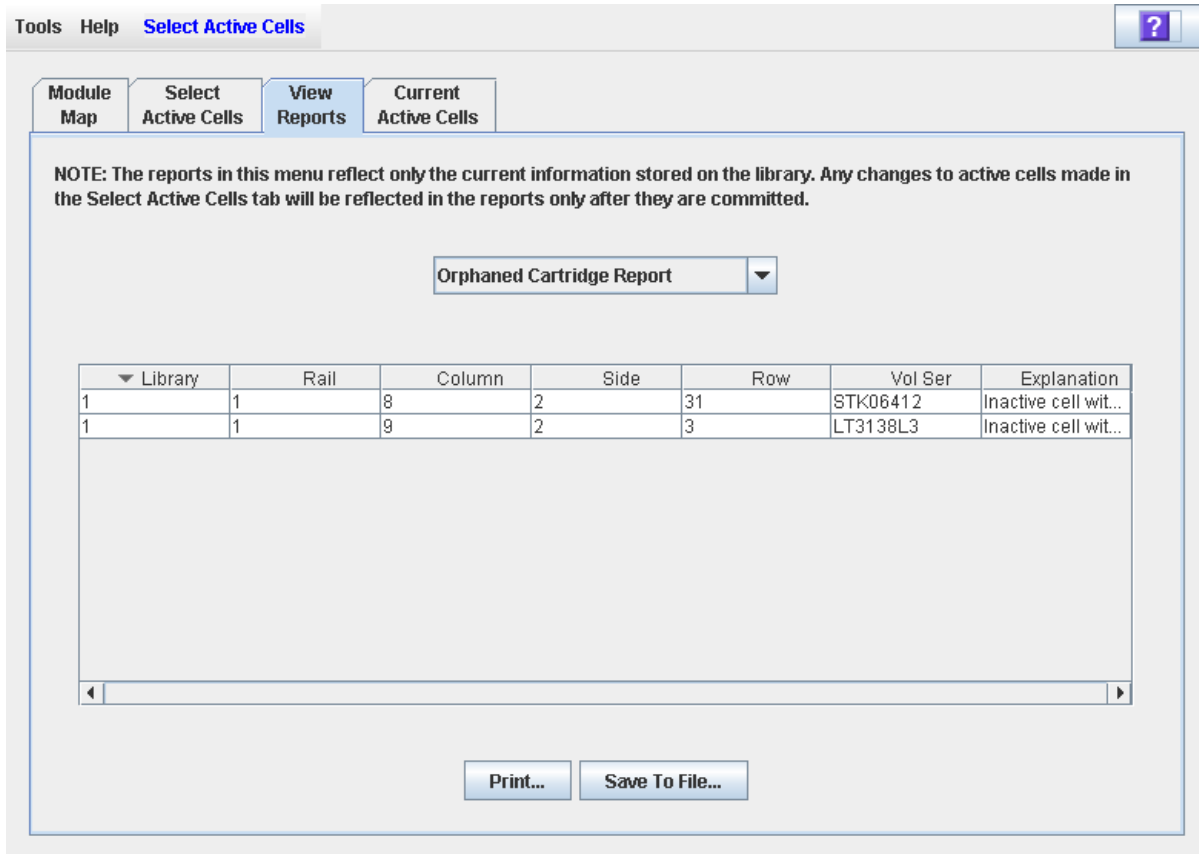 Tools Help Select Active Cells ?
Module Map Select Active Cells View Reports Current Active Cells
NOTE: The reports in this menu reflect only the current information stored on the library. Any changes to active cells made in
the Select Active Cells tab will be reflected in the reports only after they are committed.
Orphaned Cartridge Report
Library Rail Column Side Row Vol Ser Explanation
1 1 8 2 31 STK06412 Inactive cell wit...
1 1 9 2 3 LT3138L3 Inactive cell wit...
Print... Save To File...